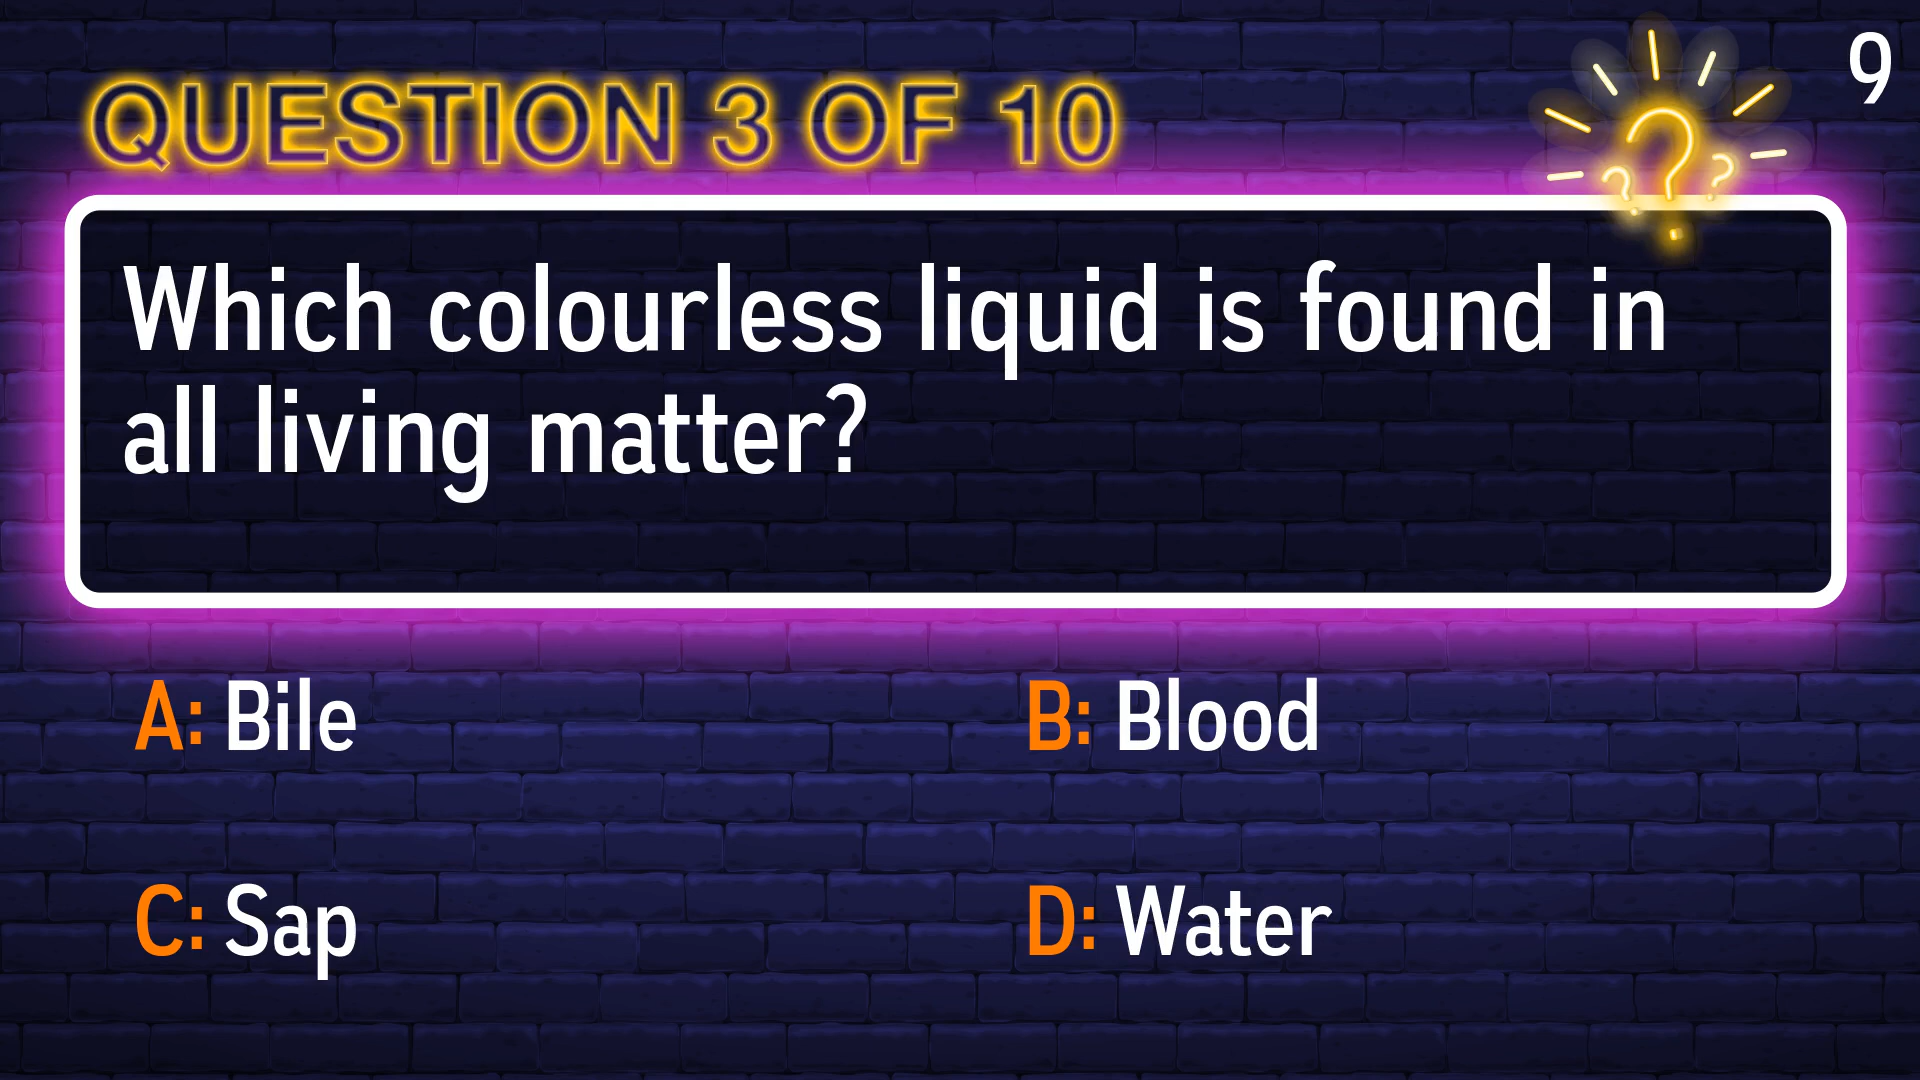 9
QUESTION 3 OF 10
Which colourless liquid is found in
all living matter?
A: Bile
B: Blood
C: Sap
D: Water